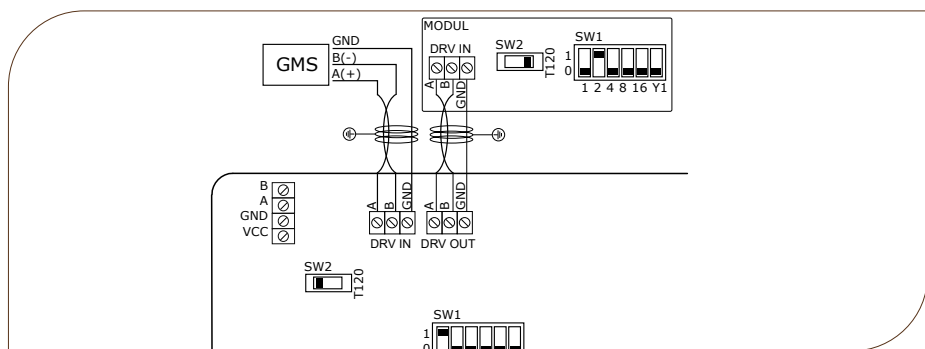 MODUL
GND
B(-)
A(+)
GMS
DRV IN
A
B
GND
SW2
T120
SW1
1
0
1 2 4 8 16 Y1
B
A
GND
VCC
A
B
GND
DRV IN
A
B
GND
DRV OUT
SW2
T120
SW1
1
0